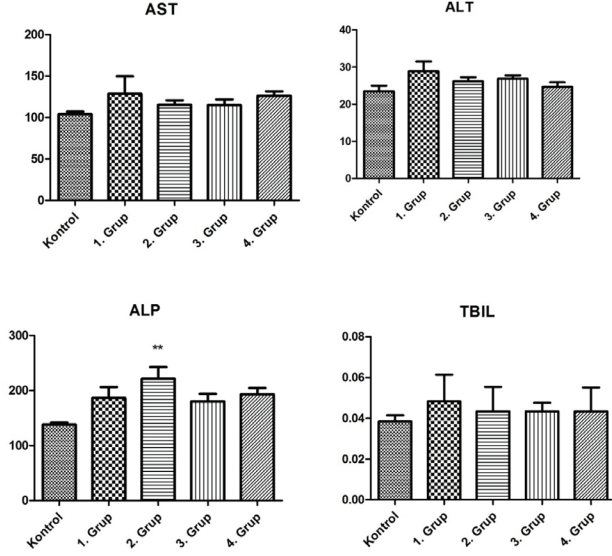 AST
200
150
100
50
0
Kontrol
1. Grup
2. Grup
3. Grup
4. Grup
ALT
40
30
20
10
0
Kontrol
1. Grup
2. Grup
3. Grup
4. Grup
ALP
300
200
100
0
**
Kontrol
1. Grup
2. Grup
3. Grup
4. Grup
TBIL
0.08
0.06
0.04
0.02
0.00
Kontrol
1. Grup
2. Grup
3. Grup
4. Grup